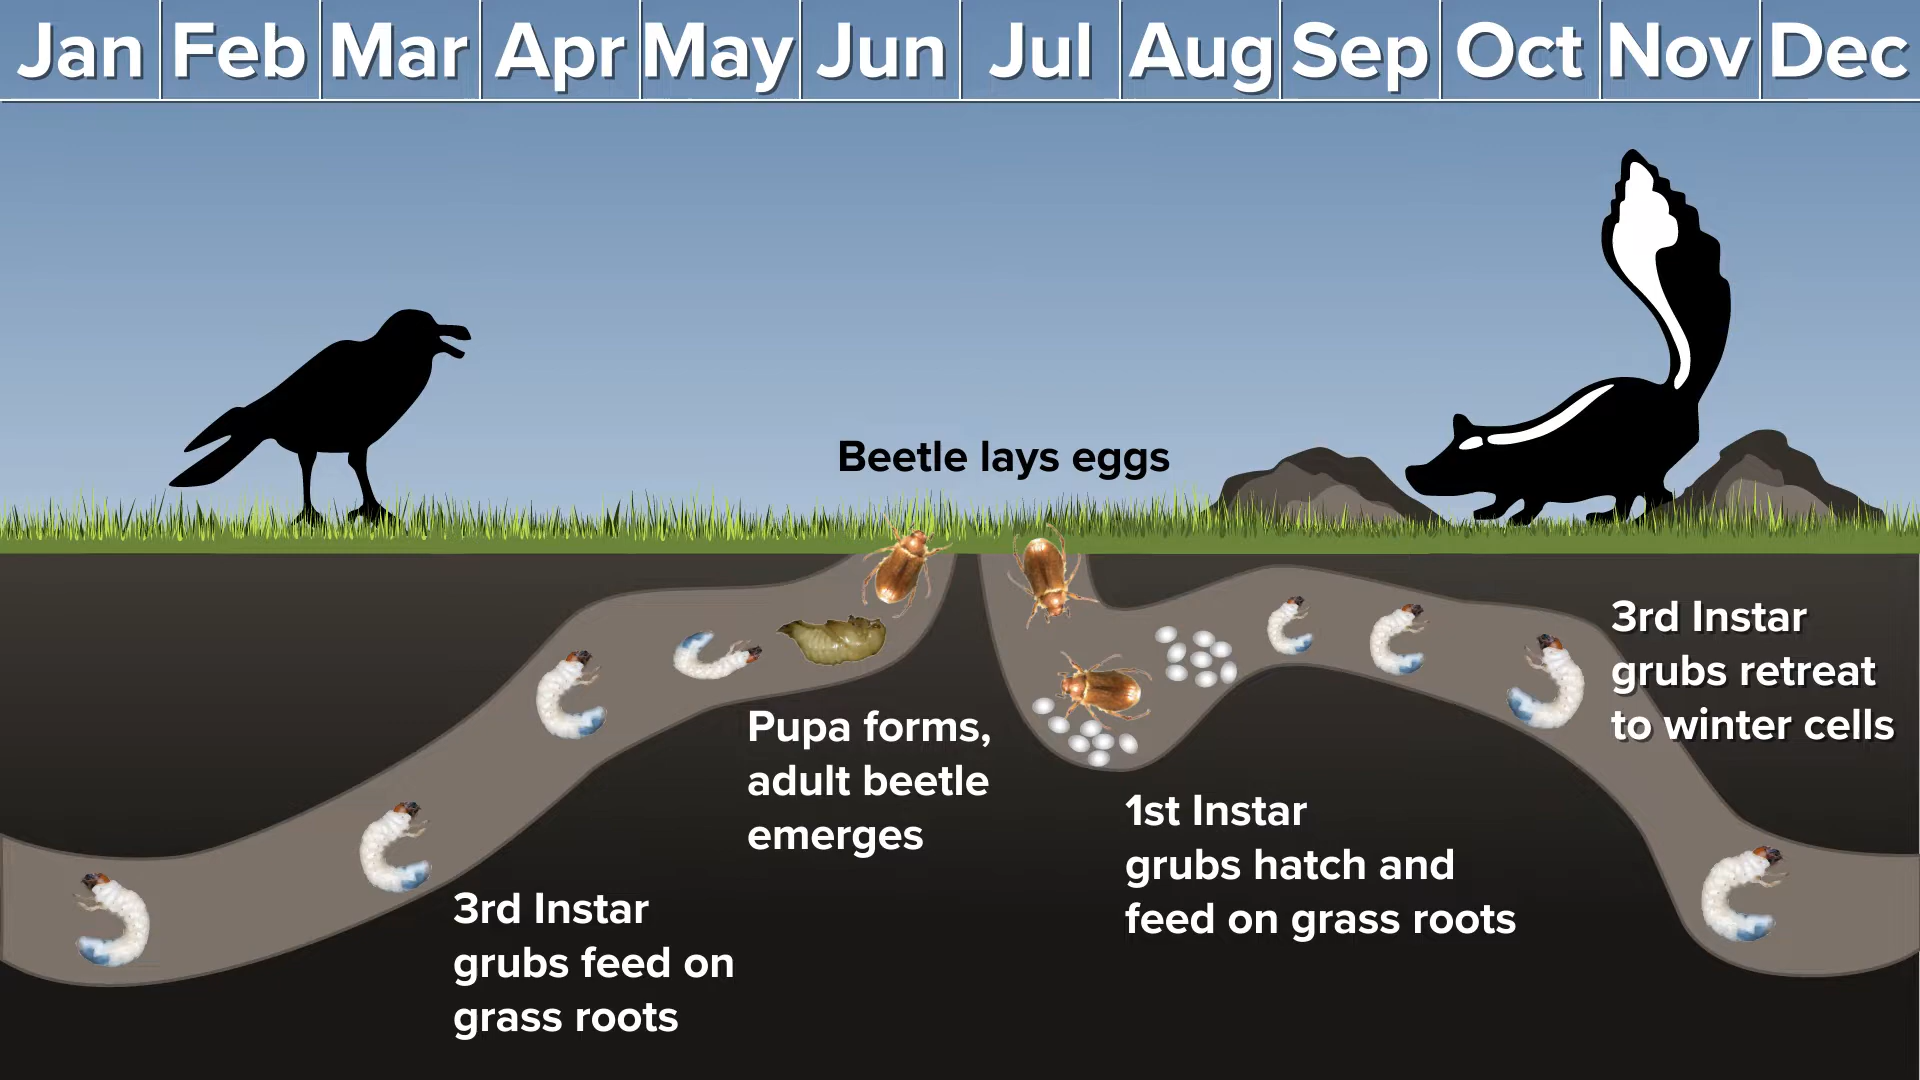 Jan Feb Mar Apr May Jun Jul Aug Sep Oct Nov Dec
Beetle lays eggs
3rd Instar
grubs feed on
grass roots
Pupa forms,
adult beetle
emerges
1st Instar
grubs hatch and
feed on grass roots
3rd Instar
grubs retreat
to winter cells